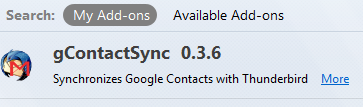 Search: My Add-ons Available Add-ons
gContactSync 0.3.6
Synchronizes Google Contacts with Thunderbird More